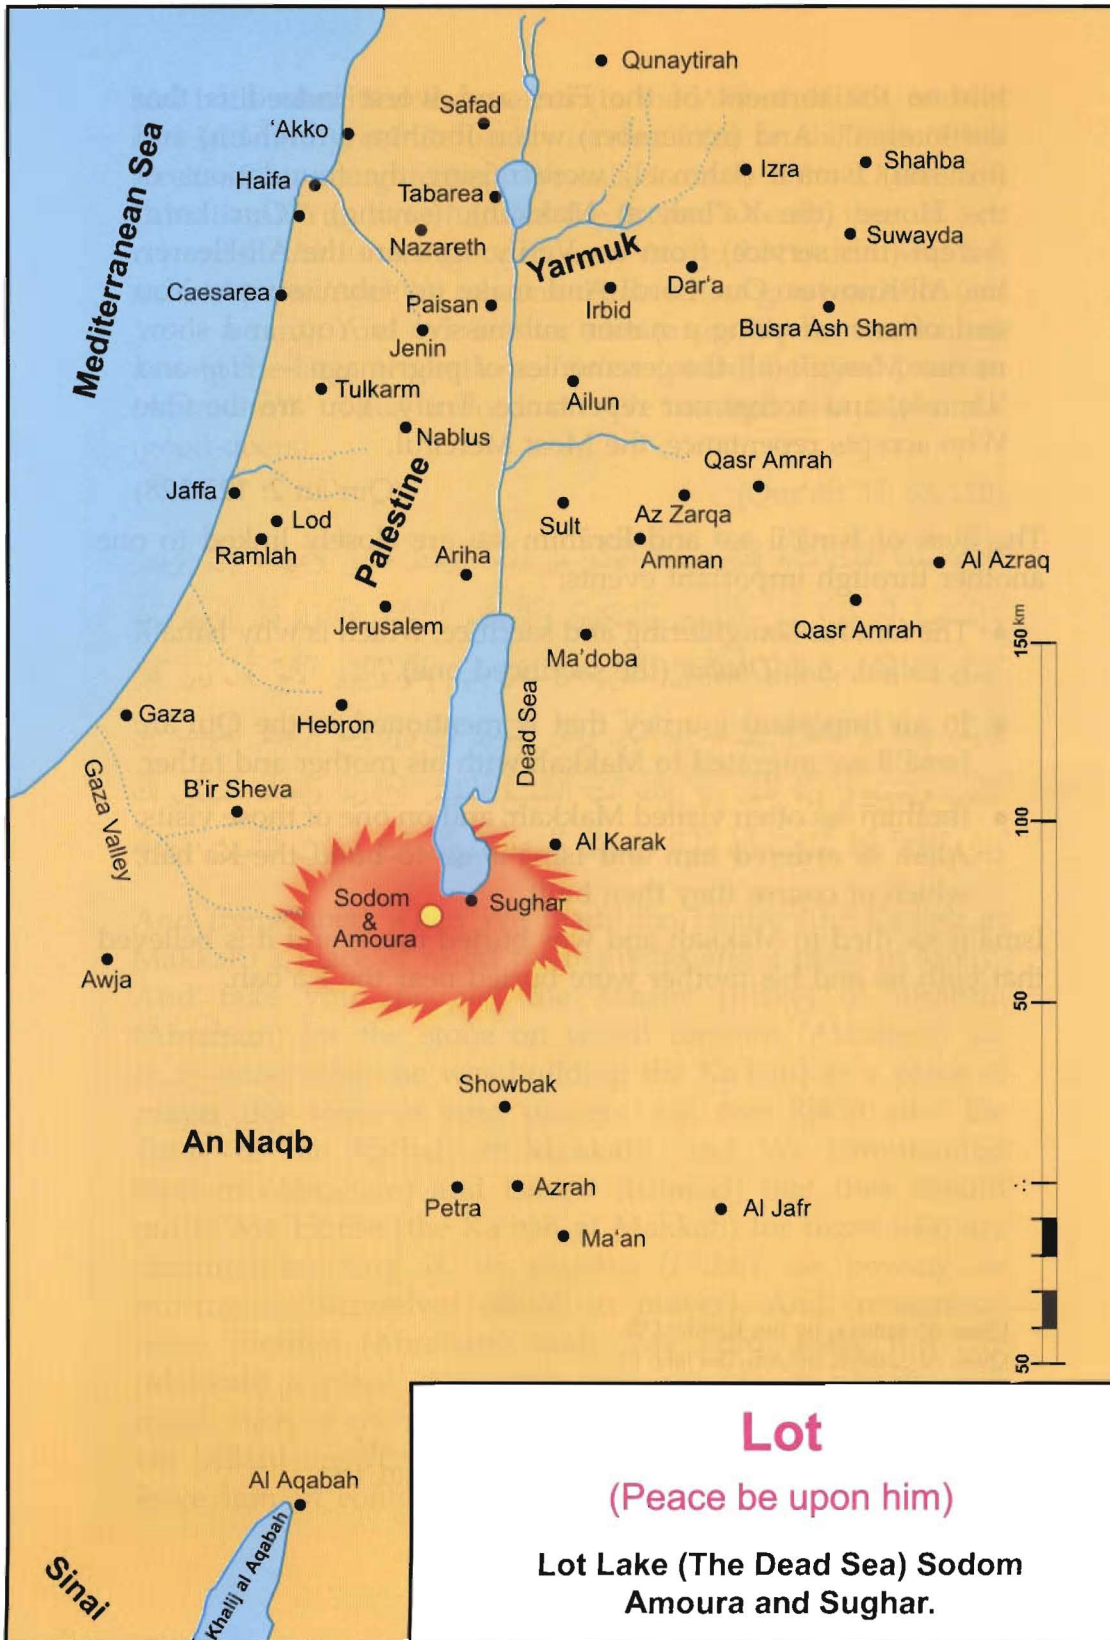 Qunaytirah
Safad
'Akko
Mediterranean Sea
Izra
Shahba
Haifa
Tabarea
Nazareth
Yarmuk
Suwayda
Dar'a
Caesarea
Paisan
Irbid
Busra Ash Sham
Jenin
Tulkarm
Ailun
Nablus
Palestine
Qasr Amrah
Jaffa
Lod
Sult
Az Zarqa
Ramlah
Ariha
Amman
Al Azraq
Jerusalem
Qasr Amrah
Ma'doba
150 km
Gaza
Hebron
Dead Sea
Gaza Valley
B'ir Sheva
100
Al Karak
Sodom
&
Amoura
Sughar
Awja
50
Showbak
An Naqb
Petra
Azrah
Al Jafr
Ma'an
50
Al Aqabah
Khalij al Aqabah
Sinai
Lot
(Peace be upon him)
Lot Lake (The Dead Sea) Sodom
Amoura and Sughar.